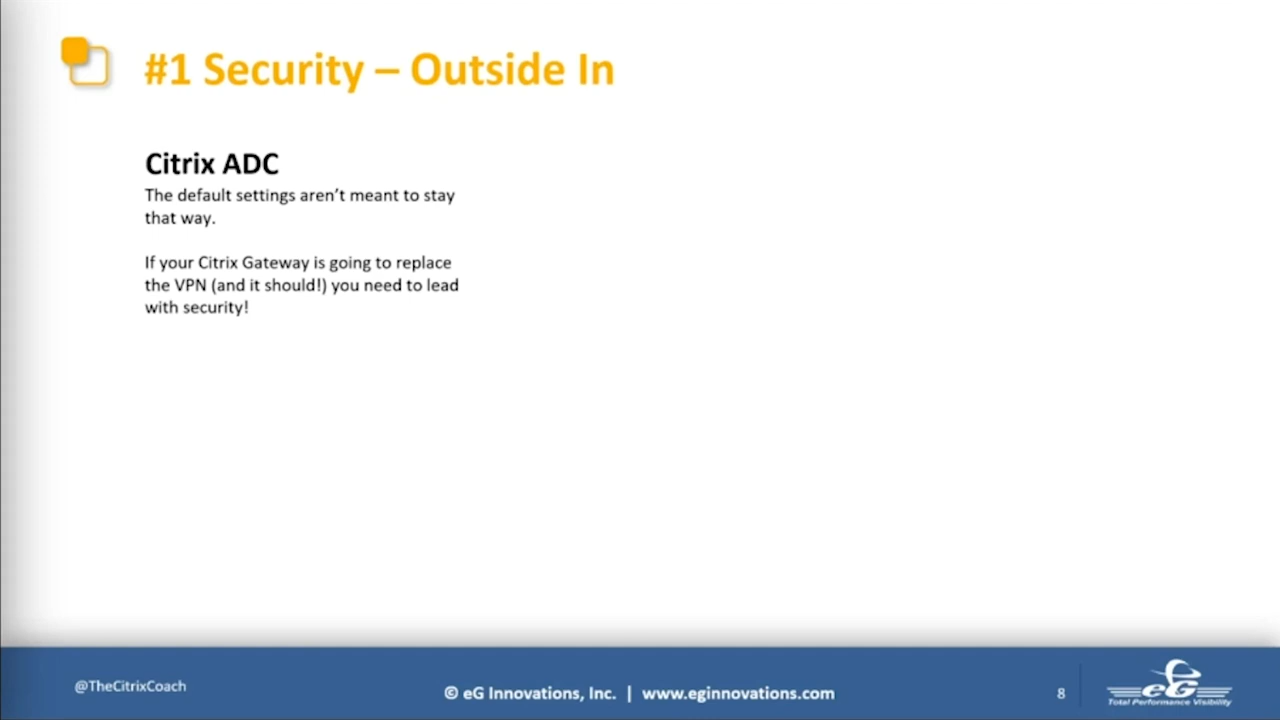 #1 Security – Outside In
Citrix ADC
The default settings aren’t meant to stay
that way.
If your Citrix Gateway is going to replace
the VPN (and it should!) you need to lead
with security!
@TheCitrixCoach
© eG Innovations, Inc. | www.eginnovations.com
8
eG
Total Performance Visibility